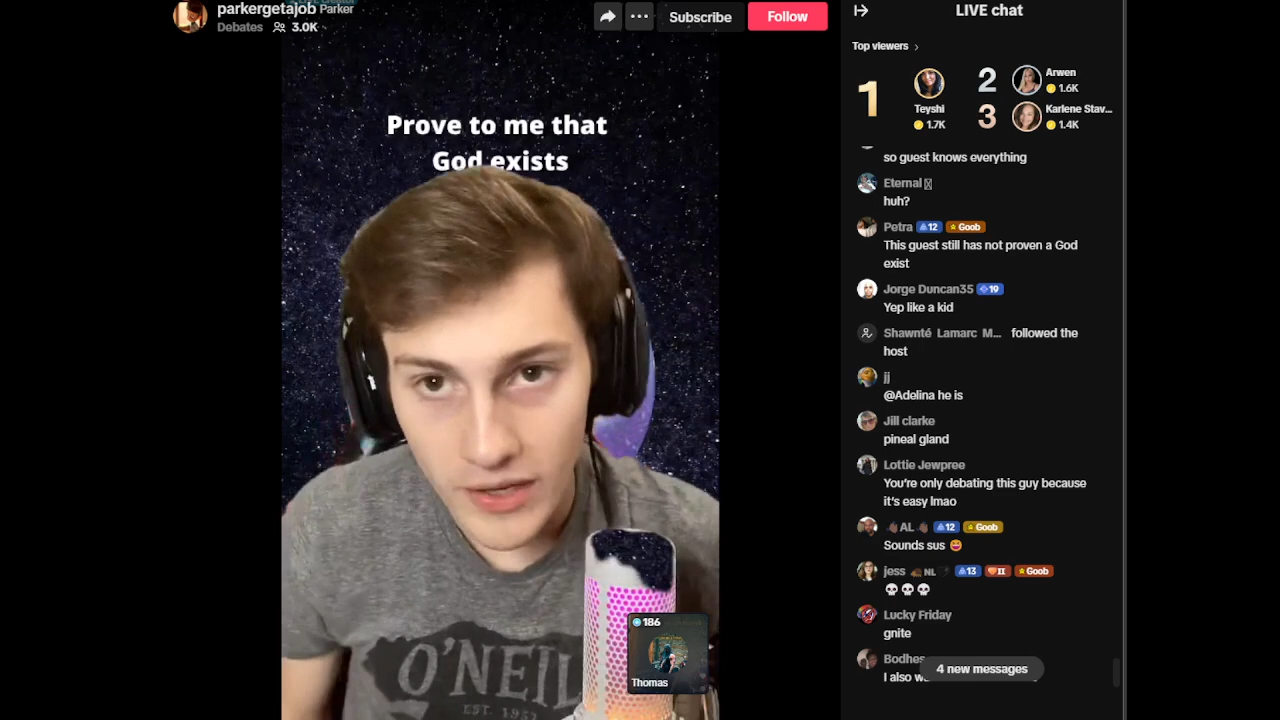 parkergetajob Parker
Debates 3.0K
Subscribe
Follow
LIVE chat
Top viewers
1
Teyshi
1.7K
2
Arwen
1.6K
3
Karlene Stav...
1.4K
Prove to me that
God exists
so guest knows everything
Eternal
huh?
Petra 12 Goob
This guest still has not proven a God
exist
Jorge Duncan35 19
Yep like a kid
Shawnté Lamarc M... followed the
host
jj
@Adelina he is
Jill clarke
pineal gland
Lottie Jewpree
You're only debating this guy because
it's easy lmao
AL 12 Goob
Sounds sus
jess NL 13 II Goob
Lucky Friday
gnite
Bodhes
I also w
4 new messages
186
Thomas
O'NEIL
EST. 1952